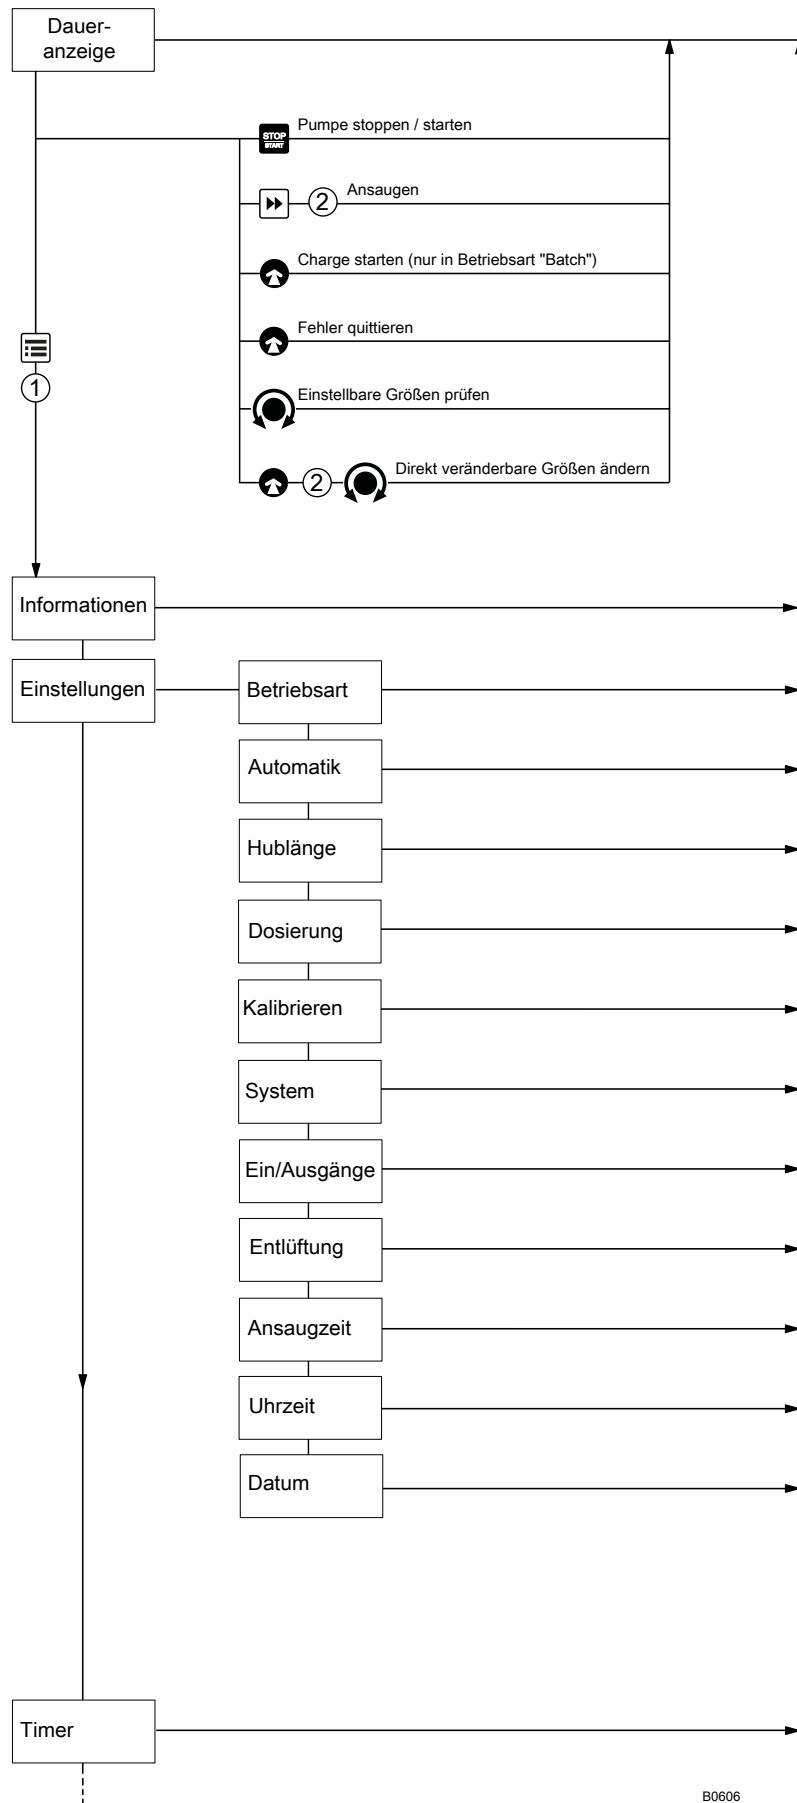 Dauer-
anzeige
STOP
START
Pumpe stoppen / starten
2
Ansaugen
Charge starten (nur in Betriebsart "Batch")
Fehler quittieren
1
Einstellbare Größen prüfen
2
Direkt veränderbare Größen ändern
Informationen
Einstellungen
Betriebsart
Automatik
Hublänge
Dosierung
Kalibrieren
System
Ein/Ausgänge
Entlüftung
Ansaugzeit
Uhrzeit
Datum
Timer
B0606